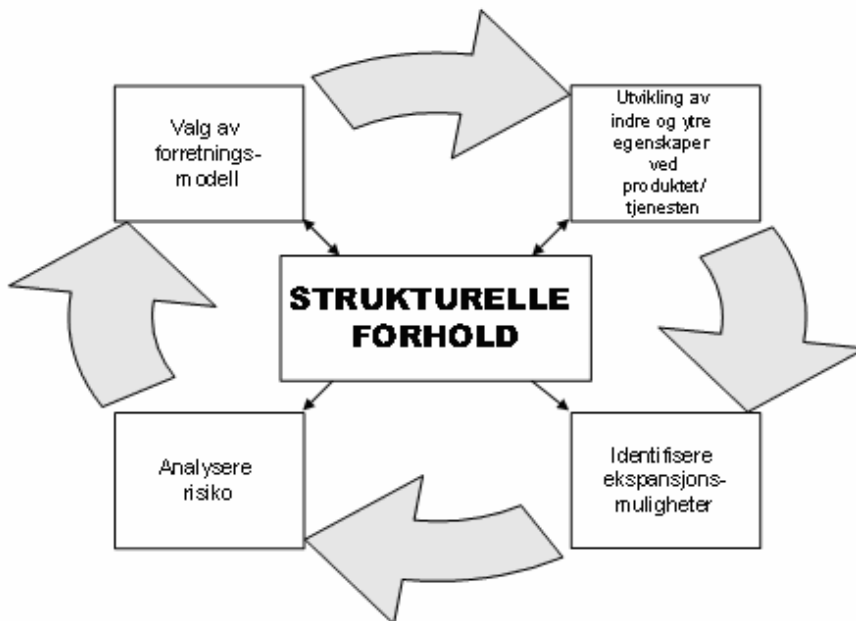 Valg av
forretnings-
modell
Utvikling av
indre og ytre
egenskaper
ved
produktet/
tjenesten
STRUKTURELLE
FORHOLD
Analysere
risiko
Identifisere
ekspansjons-
muligheter